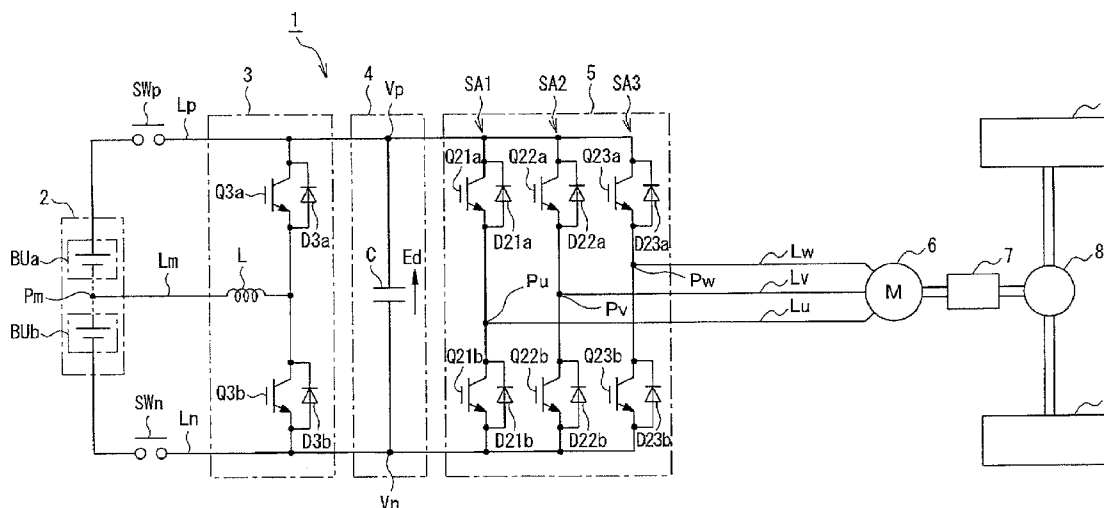 1
3
4
Vp
SA1
SA2
5
SA3
SWp
Lp
Q21a
Q22a
Q23a
Q3a
D3a
D21a
D22a
D23a
2
BUa
Lm
L
C
Ed
Lw
6
7
8
Pm
Pu
Pv
Pw
Lv
M
BUb
Lu
Q21b
Q22b
Q23b
Q3b
SWn
Ln
D3b
D21b
D22b
D23b
Vn